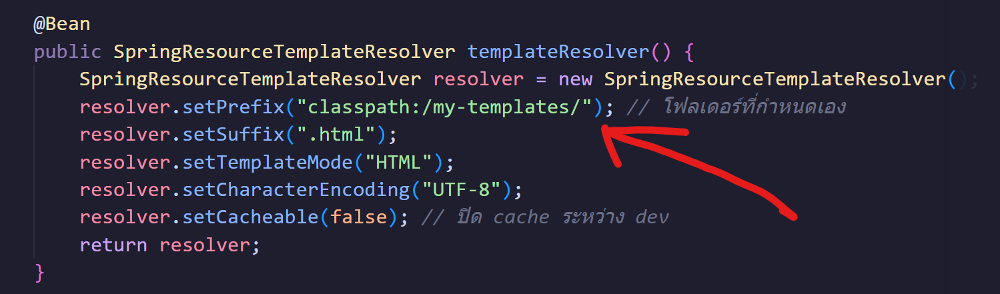 @Bean
public SpringResourceTemplateResolver templateResolver() {
    SpringResourceTemplateResolver resolver = new SpringResourceTemplateResolver();
    resolver.setPrefix("classpath:/my-templates/"); // โฟลเดอร์ที่กำหนดเอง
    resolver.setSuffix(".html");
    resolver.setTemplateMode("HTML");
    resolver.setCharacterEncoding("UTF-8");
    resolver.setCacheable(false); // ปิด cache ระหว่าง dev
    return resolver;
}